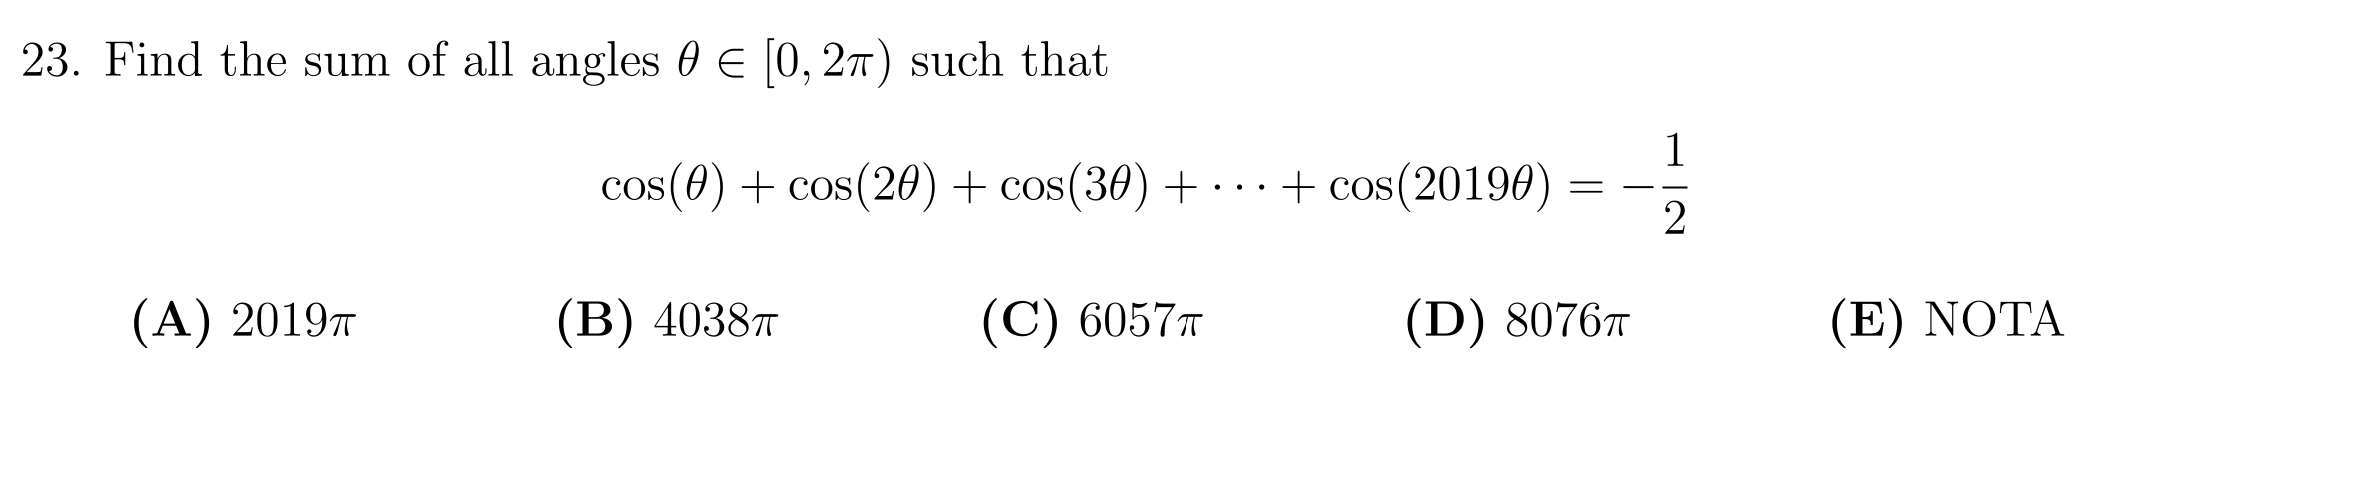 23. Find the sum of all angles θ ∈ [0, 2π) such that
cos(θ) + cos(2θ) + cos(3θ) + · · · + cos(2019θ) = −1/2
(A) 2019π (B) 4038π (C) 6057π (D) 8076π (E) NOTA